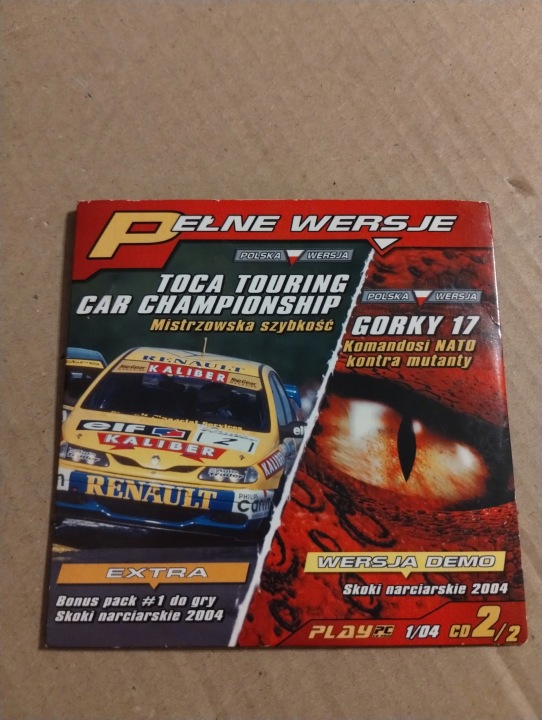 PEŁNE WERSJE
POLSKA WERSJA
TOCA TOURING
CAR CHAMPIONSHIP
Mistrzowska szybkość
POLSKA WERSJA
GORKY 17
Komandosi NATO
kontra mutanty
RENAULT
KALIBER
elf
2
KALIBER
RENAULT
EXTRA
Bonus pack #1 do gry
Skoki narciarskie 2004
WERSJA DEMO
Skoki narciarskie 2004
PLAY PC 1/04 CD 2/2